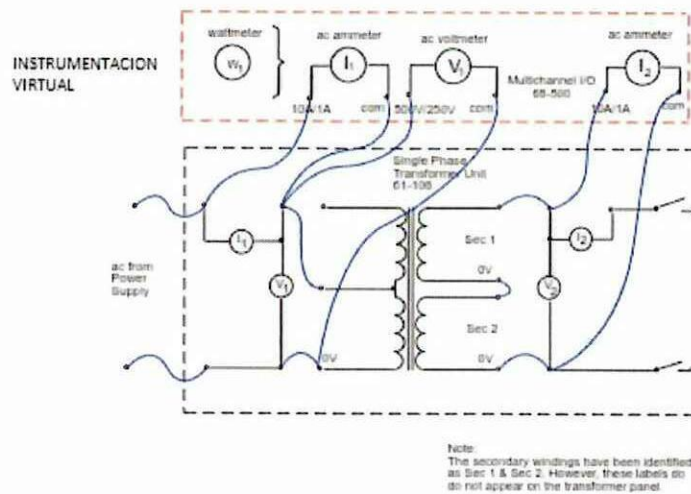 INSTRUMENTACION
VIRTUAL
wattmeter
W1
ac ammeter
I1
10A/1A
com
ac voltmeter
V1
500V/250V
com
Multichannel I/O
68-500
ac ammeter
I2
10A/1A
com
Single Phase
Transformer Unit
61-106
ac from
Power
Supply
I1
V1
0V
Sec 1
0V
Sec 2
0V
I2
V2
Note:
The secondary windings have been identified
as Sec 1 & Sec 2. However, these labels do
do not appear on the transformer panel.